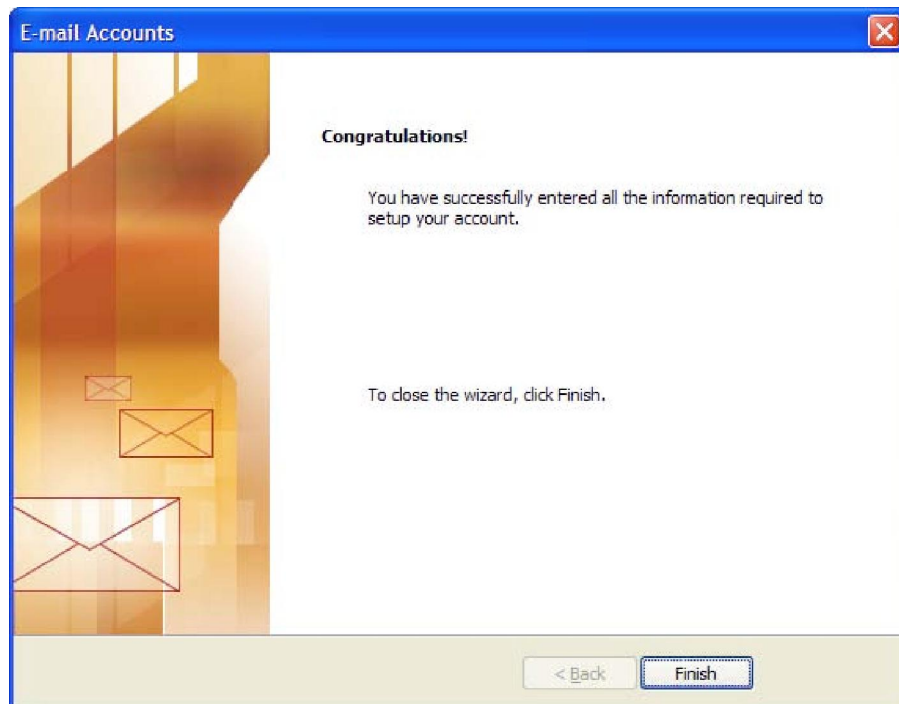 E-mail Accounts
Congratulations!
You have successfully entered all the information required to
setup your account.
To close the wizard, click Finish.
< Back
Finish